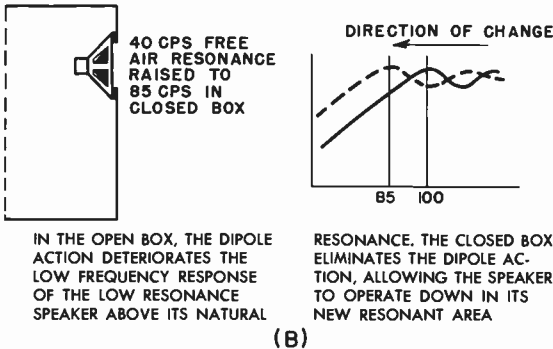 40 CPS FREE
AIR RESONANCE
RAISED TO
85 CPS IN
CLOSED BOX
DIRECTION OF CHANGE
85 100
IN THE OPEN BOX, THE DIPOLE
ACTION DETERIORATES THE
LOW FREQUENCY RESPONSE
OF THE LOW RESONANCE
SPEAKER ABOVE ITS NATURAL
RESONANCE. THE CLOSED BOX
ELIMINATES THE DIPOLE AC-
TION, ALLOWING THE SPEAKER
TO OPERATE DOWN IN ITS
NEW RESONANT AREA
(B)